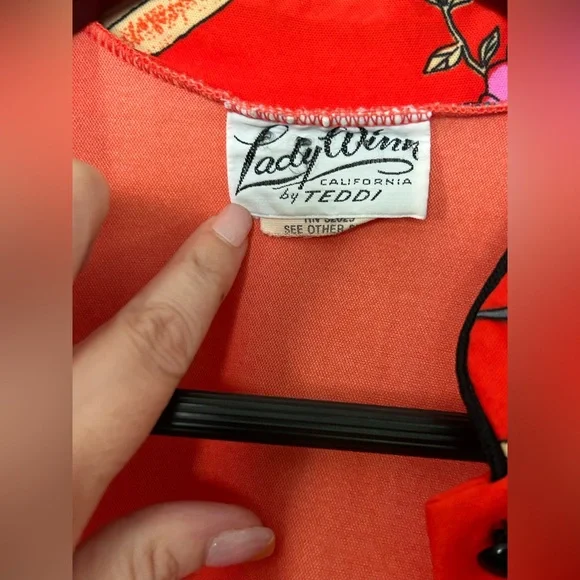 Lady Winn
CALIFORNIA
by TEDDI
SEE OTHER